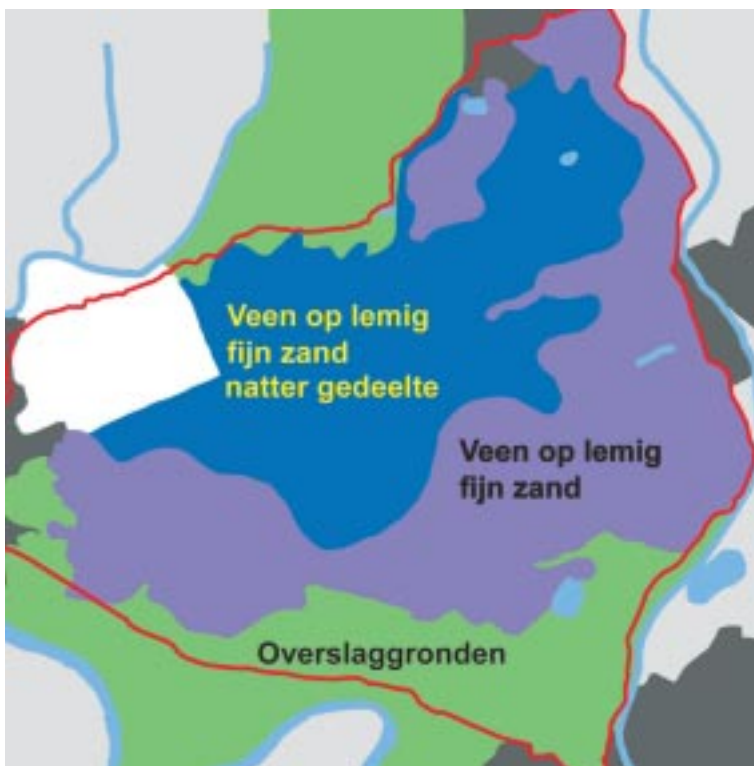 Veen op lemig
fijn zand
natter gedeelte
Veen op lemig
fijn zand
Overslaggronden